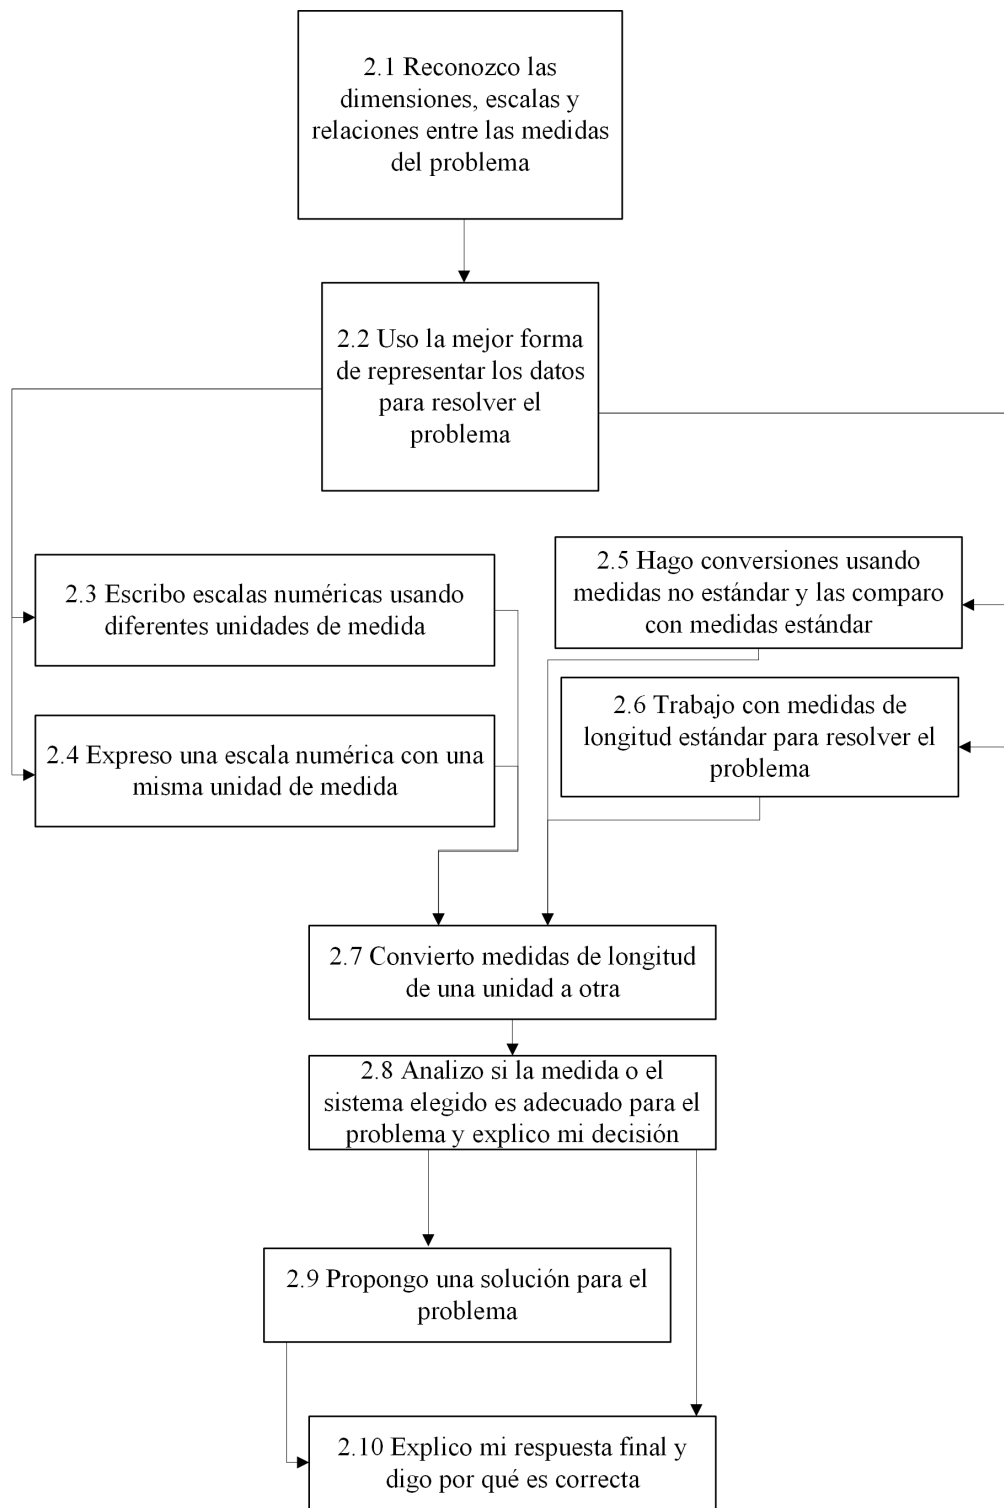 2.1 Reconozco las
dimensiones, escalas y
relaciones entre las medidas
del problema
2.2 Uso la mejor forma
de representar los datos
para resolver el
problema
2.3 Escribo escalas numéricas usando
diferentes unidades de medida
2.4 Expreso una escala numérica con una
misma unidad de medida
2.5 Hago conversiones usando
medidas no estándar y las comparo
con medidas estándar
2.6 Trabajo con medidas de
longitud estándar para resolver el
problema
2.7 Convierto medidas de longitud
de una unidad a otra
2.8 Analizo si la medida o el
sistema elegido es adecuado para el
problema y explico mi decisión
2.9 Propongo una solución para el
problema
2.10 Explico mi respuesta final y
digo por qué es correcta